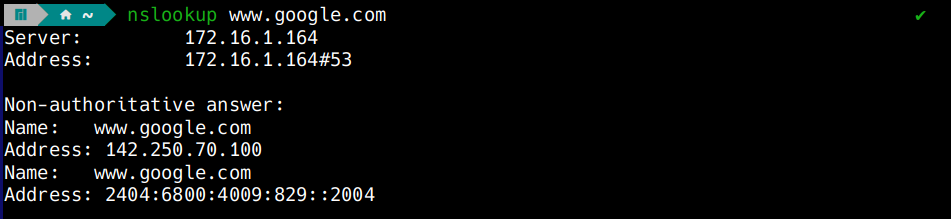 ~ nslookup www.google.com ✔
Server: 172.16.1.164
Address: 172.16.1.164#53
Non-authoritative answer:
Name: www.google.com
Address: 142.250.70.100
Name: www.google.com
Address: 2404:6800:4009:829::2004